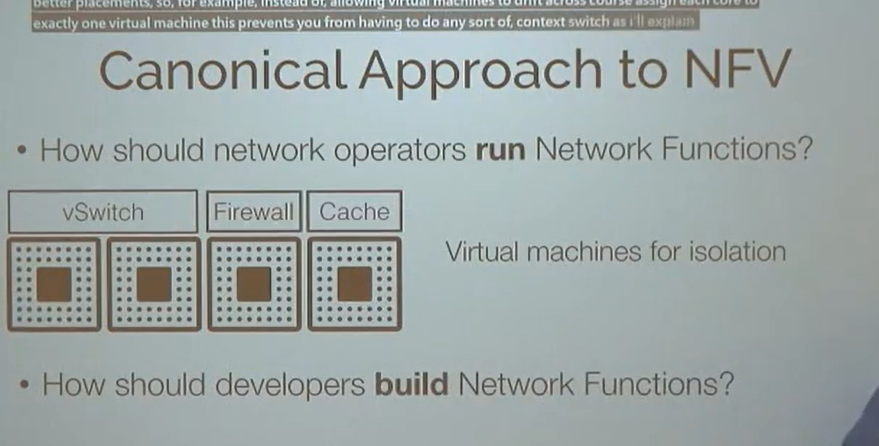 better placements, so, for example, instead of, allowing virtual machines to drift across course assign each core to
exactly one virtual machine this prevents you from having to do any sort of, context switch as i'll explain
Canonical Approach to NFV
• How should network operators run Network Functions?
vSwitch Firewall Cache
Virtual machines for isolation
• How should developers build Network Functions?